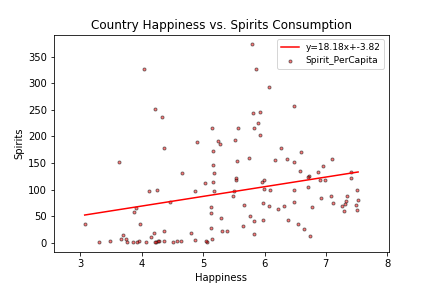 Country Happiness vs. Spirits Consumption
y=18.18x+-3.82
Spirit_PerCapita
350
300
250
200
150
100
50
0
Spirits
3 4 5 6 7 8
Happiness